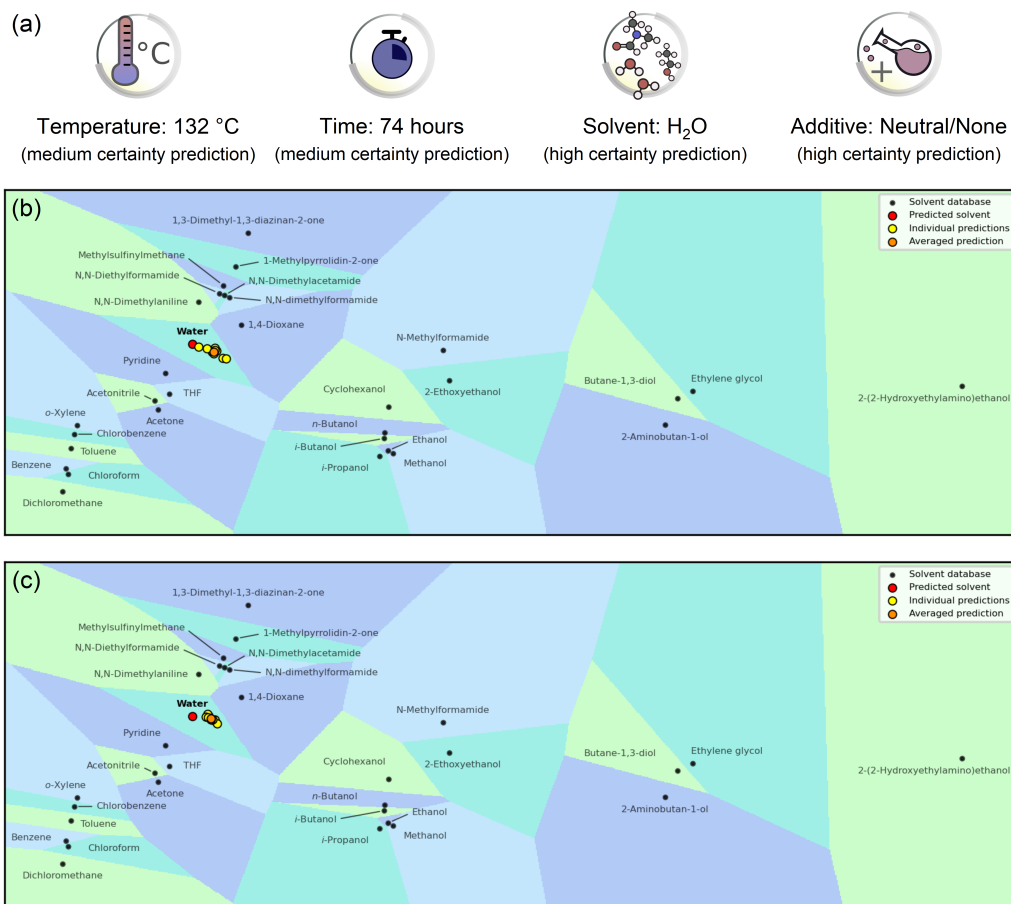 (a)
°C
Temperature: 132 °C
(medium certainty prediction)
Time: 74 hours
(medium certainty prediction)
Solvent: H₂O
(high certainty prediction)
+
Additive: Neutral/None
(high certainty prediction)
(b)
Solvent database
Predicted solvent
Individual predictions
Averaged prediction
1,3-Dimethyl-1,3-diazinan-2-one
Methylsulfinylmethane
1-Methylpyrrolidin-2-one
N,N-Diethylformamide
N,N-Dimethylacetamide
N,N-Dimethylaniline
N,N-dimethylformamide
Water
1,4-Dioxane
N-Methylformamide
Pyridine
Acetonitrile
THF
Cyclohexanol
2-Ethoxyethanol
Butane-1,3-diol
Ethylene glycol
2-(2-Hydroxyethylamino)ethanol
o-Xylene
Acetone
Chlorobenzene
n-Butanol
2-Aminobutan-1-ol
Toluene
i-Butanol
Ethanol
Benzene
Chloroform
i-Propanol
Methanol
Dichloromethane
(c)
Solvent database
Predicted solvent
Individual predictions
Averaged prediction
1,3-Dimethyl-1,3-diazinan-2-one
Methylsulfinylmethane
1-Methylpyrrolidin-2-one
N,N-Diethylformamide
N,N-Dimethylacetamide
N,N-Dimethylaniline
N,N-dimethylformamide
Water
1,4-Dioxane
N-Methylformamide
Pyridine
Acetonitrile
THF
Cyclohexanol
2-Ethoxyethanol
Butane-1,3-diol
Ethylene glycol
2-(2-Hydroxyethylamino)ethanol
o-Xylene
Acetone
Chlorobenzene
n-Butanol
2-Aminobutan-1-ol
Toluene
i-Butanol
Ethanol
Benzene
Chloroform
i-Propanol
Methanol
Dichloromethane